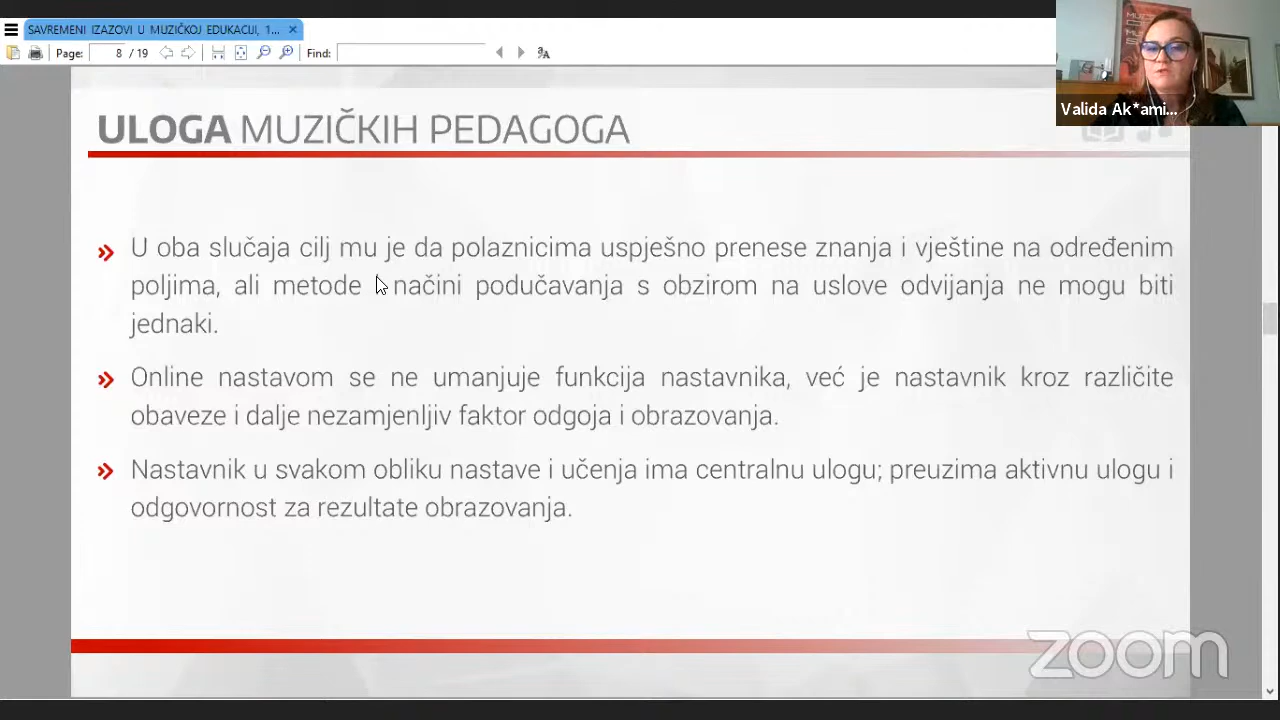 SAVREMENI IZAZOVI U MUZIČKOJ EDUKACIJI, 1...
Page: 8 / 19 Find:
Valida Ak*ami...
ULOGA MUZIČKIH PEDAGOGA
U oba slučaja cilj mu je da polaznicima uspješno prenese znanja i vještine na određenim
poljima, ali metode načini podučavanja s obzirom na uslove odvijanja ne mogu biti
jednaki.
Online nastavom se ne umanjuje funkcija nastavnika, već je nastavnik kroz različite
obaveze i dalje nezamjenljiv faktor odgoja i obrazovanja.
Nastavnik u svakom obliku nastave i učenja ima centralnu ulogu; preuzima aktivnu ulogu i
odgovornost za rezultate obrazovanja.
zoom